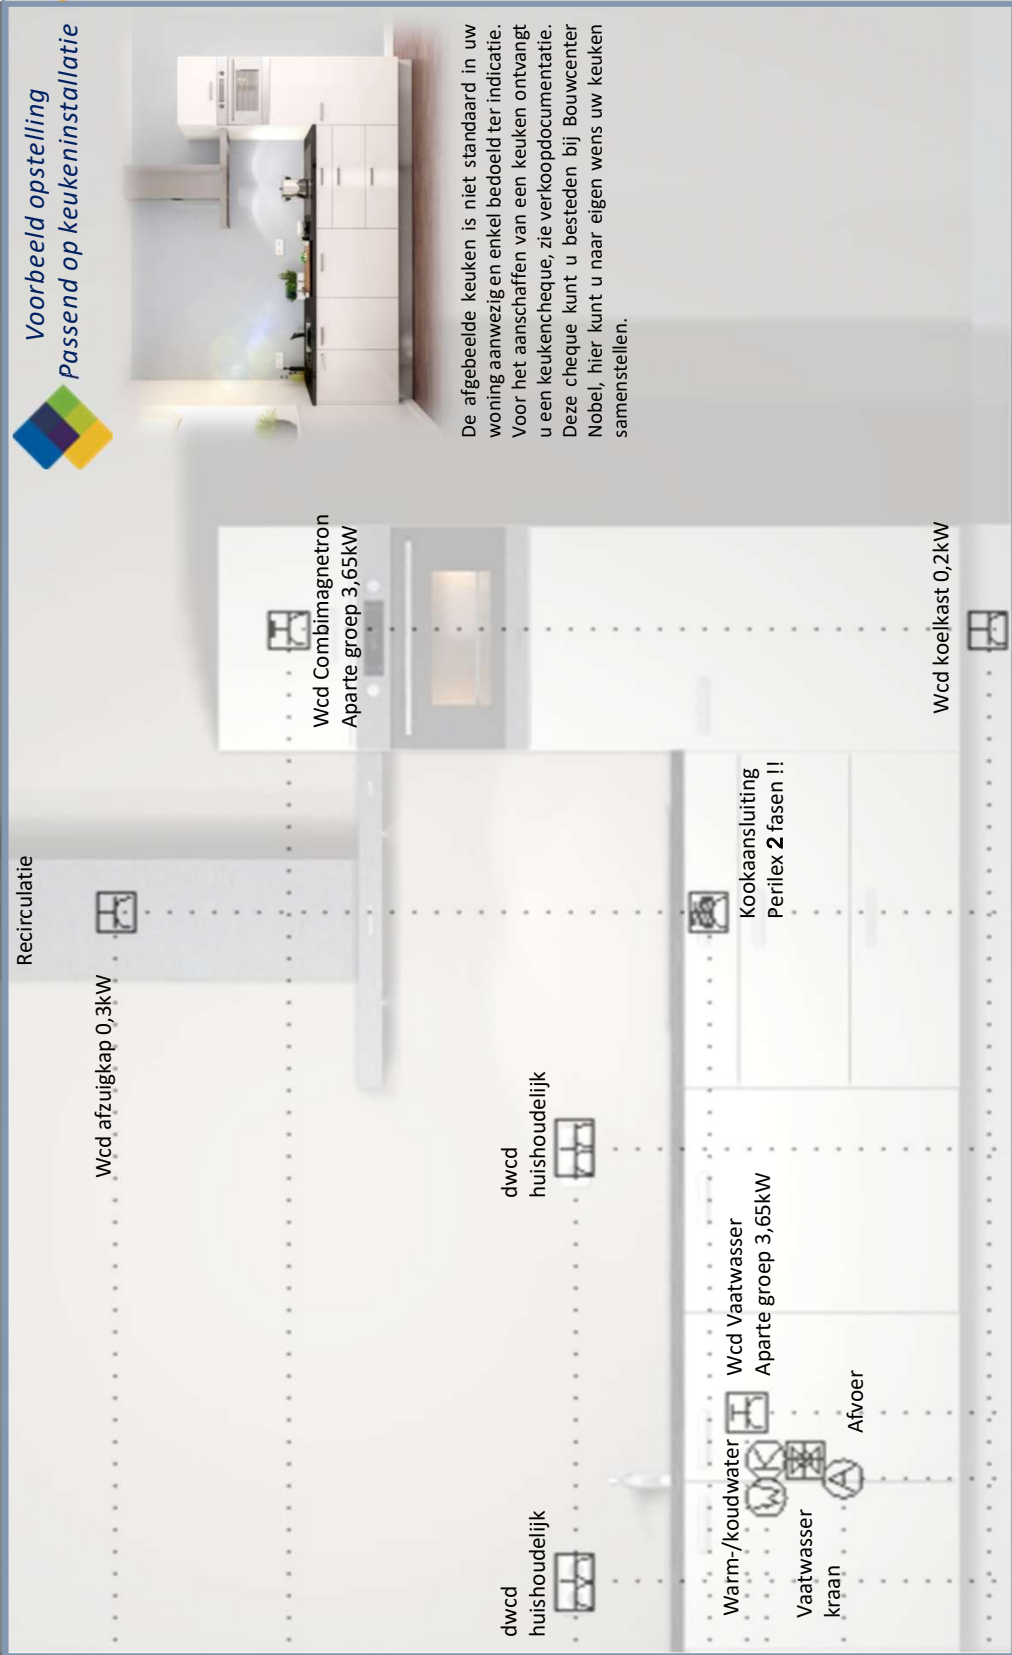 Voorbeeld opstelling
Passend op keukeninstallatie
De afgebeelde keuken is niet standaard in uw
woning aanwezig en enkel bedoeld ter indicatie.
Voor het aanschaffen van een keuken ontvangt
u een keukencheque, zie verkoopdocumentatie.
Deze cheque kunt u besteden bij Bouwcenter
Nobel, hier kunt u naar eigen wens uw keuken
samenstellen.
Recirculatie
Wcd afzuigkap 0,3kW
Wcd Combimagnetron
Aparte groep 3,65kW
dwcd
huishoudelijk
dwcd
huishoudelijk
Kookaansluiting
Perilex 2 fasen !!
Wcd Vaatwasser
Aparte groep 3,65kW
Warm-/koudwater
W K
Vaatwasser
kraan
A
Afvoer
Wcd koelkast 0,2kW